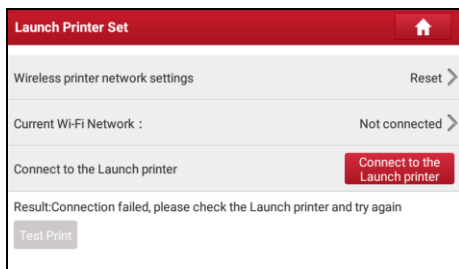 Launch Printer Set
Wireless printer network settings Reset
Current Wi-Fi Network： Not connected
Connect to the Launch printer
Connect to the
Launch printer
Result:Connection failed, please check the Launch printer and try again
Test Print